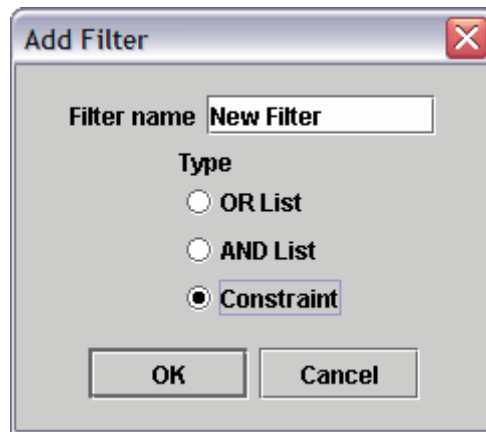 Add Filter
Filter name New Filter
Type
OR List
AND List
Constraint
OK Cancel